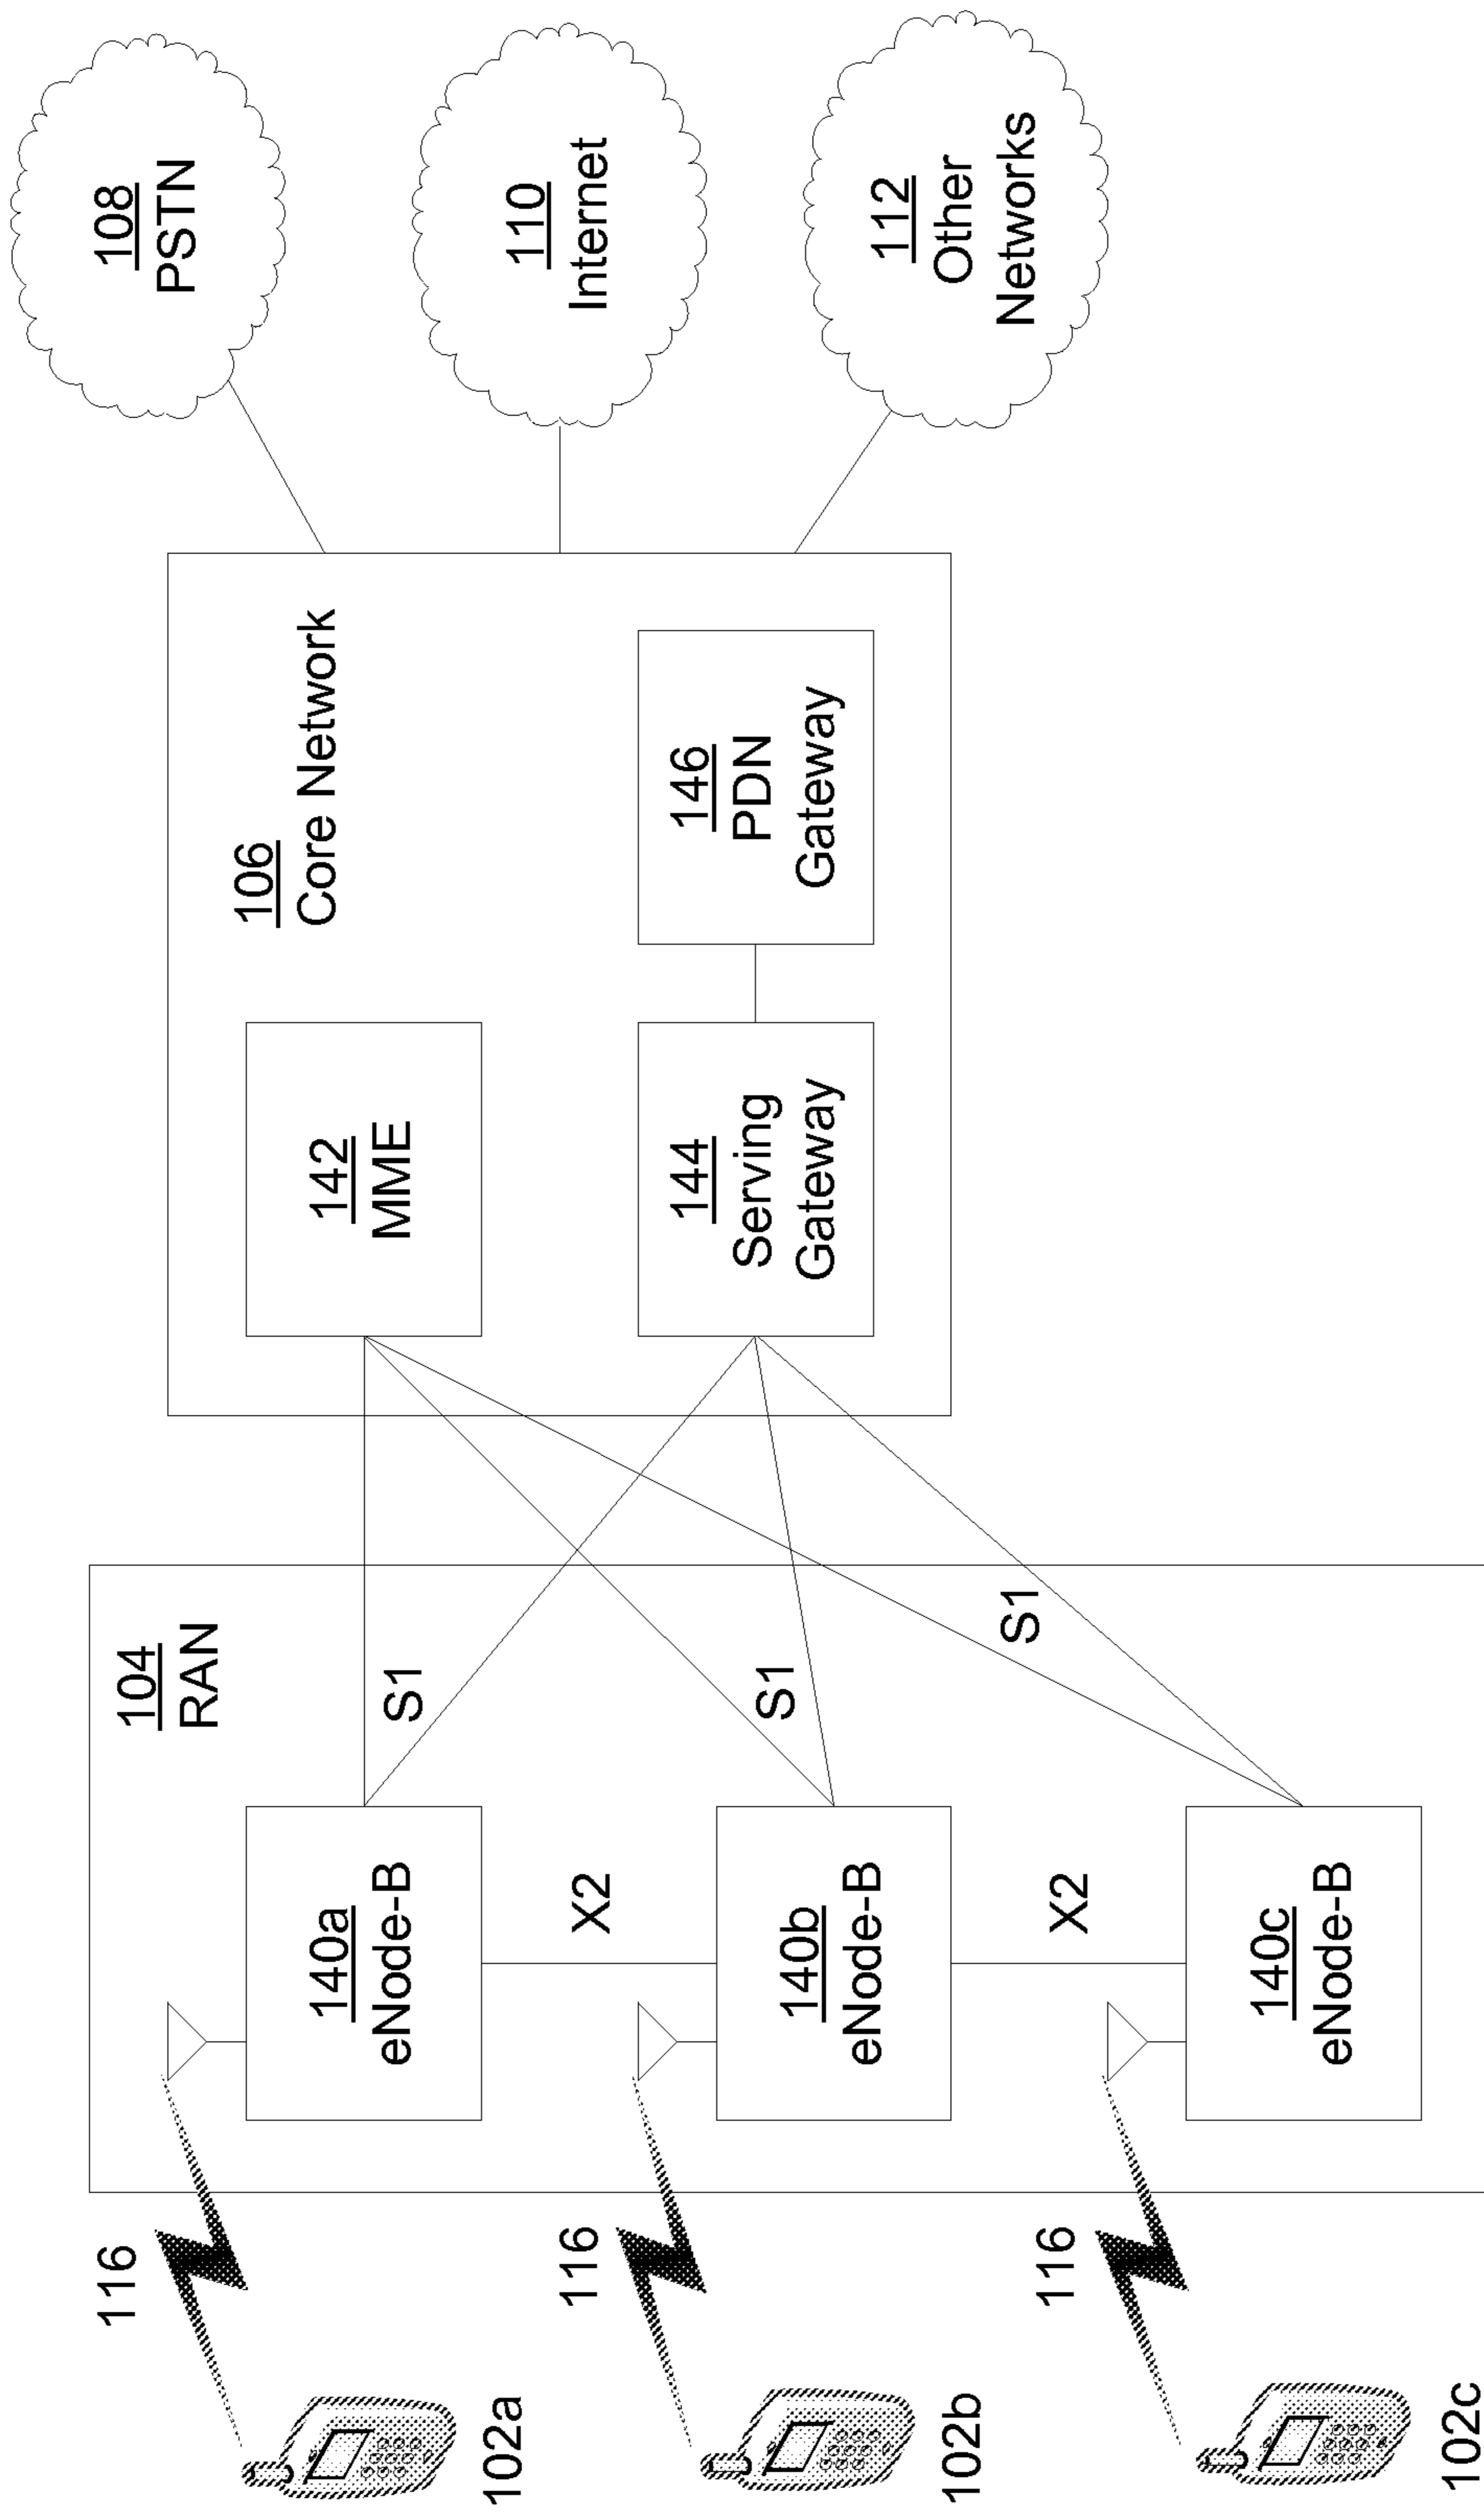 104
RAN
116
140a
eNode-B
S1
102a
X2
116
140b
eNode-B
S1
102b
X2
116
140c
eNode-B
S1
102c
106
Core Network
142
MME
144
Serving
Gateway
146
PDN
Gateway
108
PSTN
110
Internet
112
Other
Networks